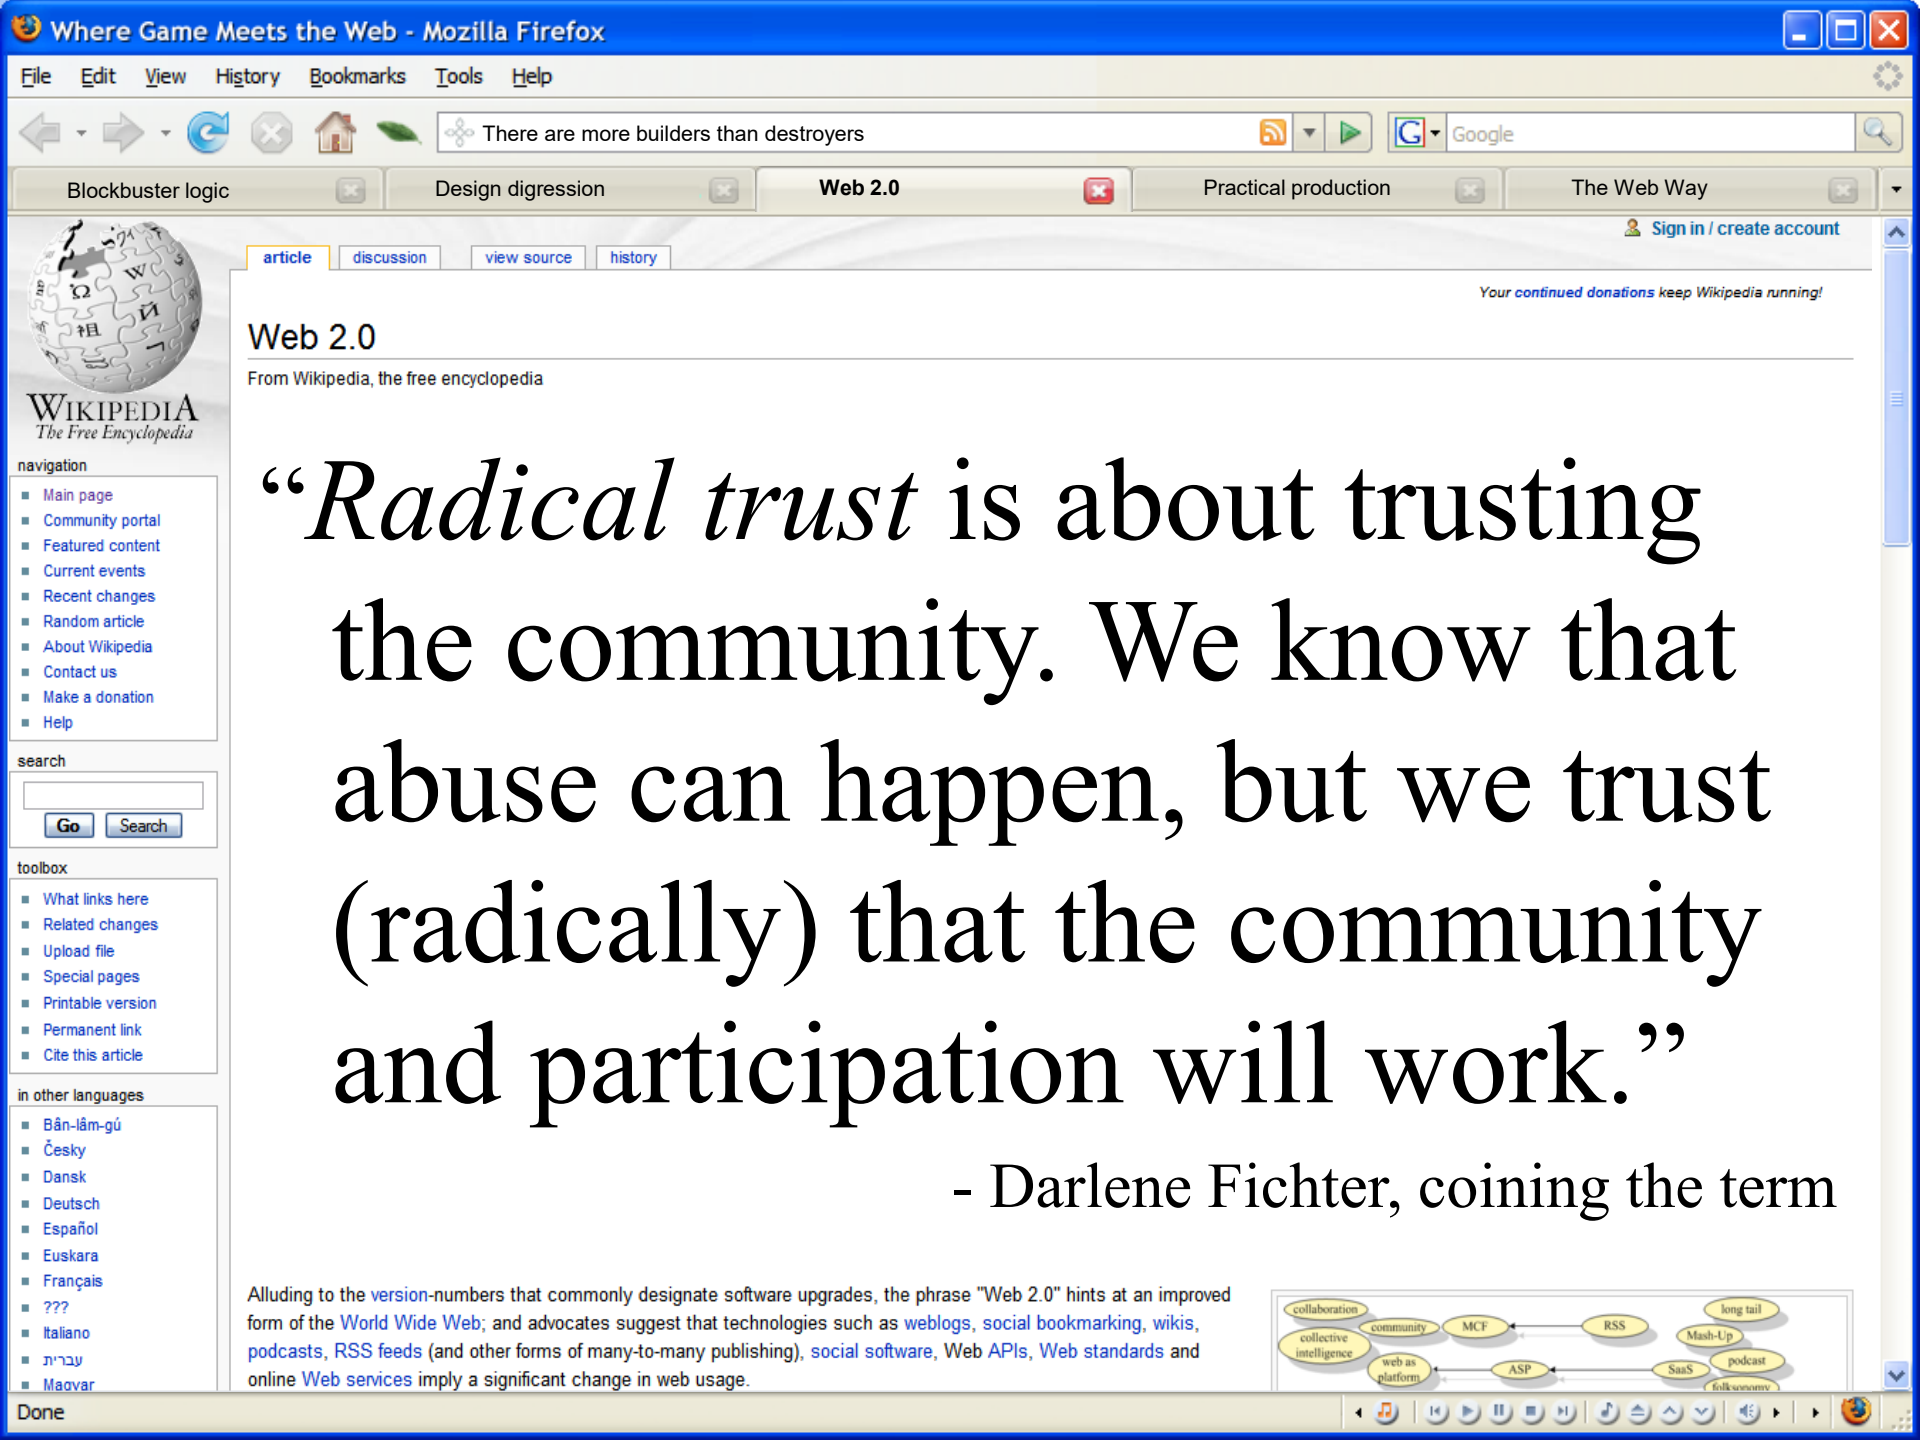 Where Game Meets the Web - Mozilla Firefox
File Edit View History Bookmarks Tools Help
There are more builders than destroyers
Google
Blockbuster logic
Design digression
Web 2.0
Practical production
The Web Way
Sign in / create account
article
discussion
view source
history
Your continued donations keep Wikipedia running!
WIKIPEDIA
The Free Encyclopedia
navigation
Main page
Community portal
Featured content
Current events
Recent changes
Random article
About Wikipedia
Contact us
Make a donation
Help
search
Go Search
toolbox
What links here
Related changes
Upload file
Special pages
Printable version
Permanent link
Cite this article
in other languages
Bân-lâm-gú
Česky
Dansk
Deutsch
Español
Euskara
Français
???
Italiano
עברית
Magyar
Web 2.0
From Wikipedia, the free encyclopedia
“Radical trust is about trusting
the community. We know that
abuse can happen, but we trust
(radically) that the community
and participation will work.”
- Darlene Fichter, coining the term
Alluding to the version-numbers that commonly designate software upgrades, the phrase "Web 2.0" hints at an improved
form of the World Wide Web; and advocates suggest that technologies such as weblogs, social bookmarking, wikis,
podcasts, RSS feeds (and other forms of many-to-many publishing), social software, Web APIs, Web standards and
online Web services imply a significant change in web usage.
collaboration
community
MCF
RSS
long tail
collective
intelligence
Mash-Up
web as
platform
ASP
SaaS
podcast
folksonomy
Done